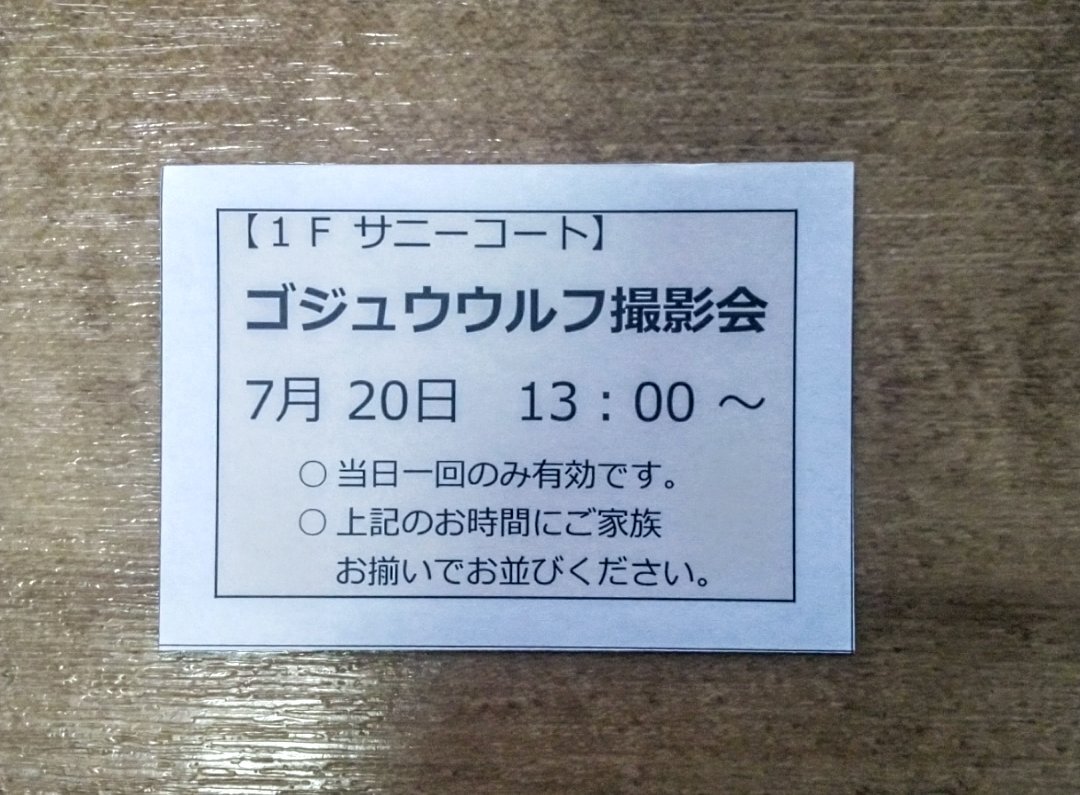 【１Ｆ サニーコート】
ゴジュウウルフ撮影会
7月 20日　13：00 ～
○ 当日一回のみ有効です。
○ 上記のお時間にご家族
お揃いでお並びください。